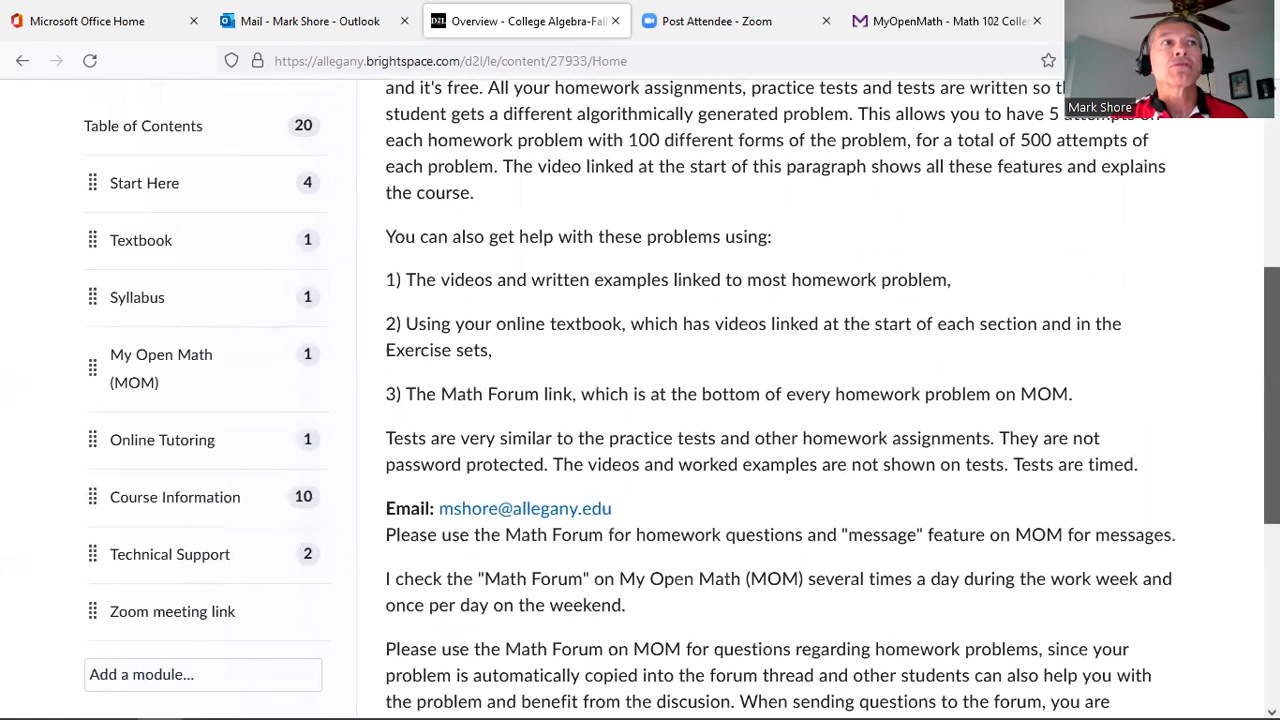 Microsoft Office Home
Mail - Mark Shore - Outlook
D2L
Overview - College Algebra-Fal
Post Attendee - Zoom
MyOpenMath - Math 102 Colle
https://allegany.brightspace.com/d2l/le/content/27933/Home
Mark Shore
Table of Contents 20
Start Here 4
Textbook 1
Syllabus 1
My Open Math 1
(MOM)
Online Tutoring 1
Course Information 10
Technical Support 2
Zoom meeting link
Add a module...
and it's free. All your homework assignments, practice tests and tests are written so
student gets a different algorithmically generated problem. This allows you to have 5 attempts on
each homework problem with 100 different forms of the problem, for a total of 500 attempts of
each problem. The video linked at the start of this paragraph shows all these features and explains
the course.
You can also get help with these problems using:
1) The videos and written examples linked to most homework problem,
2) Using your online textbook, which has videos linked at the start of each section and in the
Exercise sets,
3) The Math Forum link, which is at the bottom of every homework problem on MOM.
Tests are very similar to the practice tests and other homework assignments. They are not
password protected. The videos and worked examples are not shown on tests. Tests are timed.
Email: mshore@allegany.edu
Please use the Math Forum for homework questions and "message" feature on MOM for messages.
I check the "Math Forum" on My Open Math (MOM) several times a day during the work week and
once per day on the weekend.
Please use the Math Forum on MOM for questions regarding homework problems, since your
problem is automatically copied into the forum thread and other students can also help you with
the problem and benefit from the discusion. When sending questions to the forum, you are